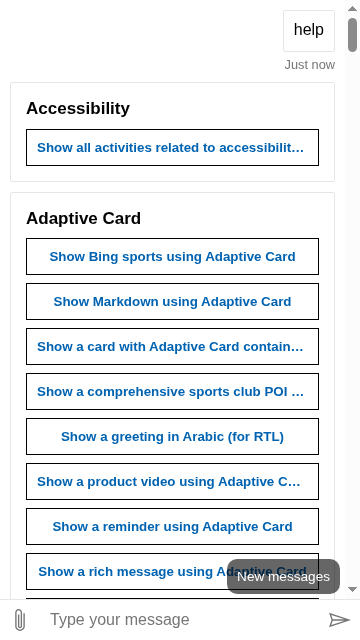 help
Just now
Accessibility
Show all activities related to accessibilit…
Adaptive Card
Show Bing sports using Adaptive Card
Show Markdown using Adaptive Card
Show a card with Adaptive Card contain…
Show a comprehensive sports club POI …
Show a greeting in Arabic (for RTL)
Show a product video using Adaptive C…
Show a reminder using Adaptive Card
Show a rich message using Adaptive Card
New messages
Type your message